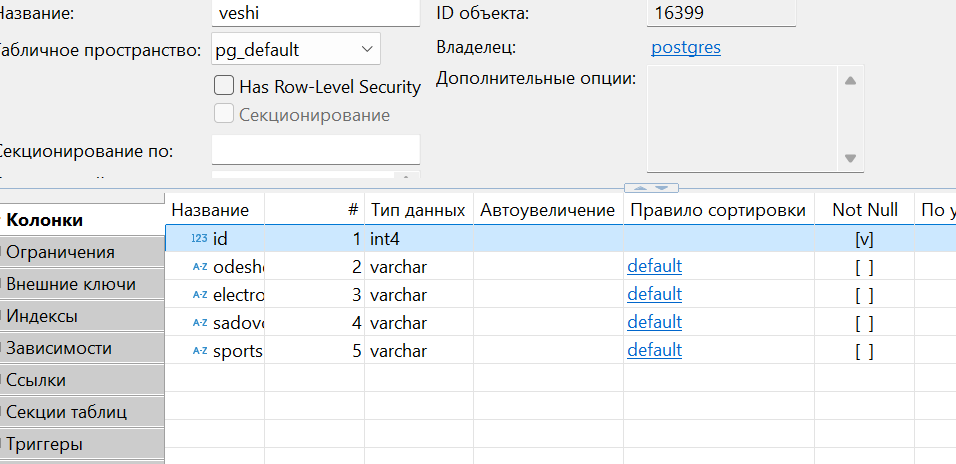 Название: veshi ID объекта: 16399
абличное пространство: pg_default Владелец: postgres
Has Row-Level Security Дополнительные опции:
Секционирование
Секционирование по:
Колонки
Ограничения
Внешние ключи
Индексы
Зависимости
Ссылки
Секции таблиц
Триггеры
Название # Тип данных Автоувеличение Правило сортировки Not Null По у
123 id 1 int4 [v]
A-Z odesh 2 varchar default [ ]
A-Z electro 3 varchar default [ ]
A-Z sadov 4 varchar default [ ]
A-Z sports 5 varchar default [ ]